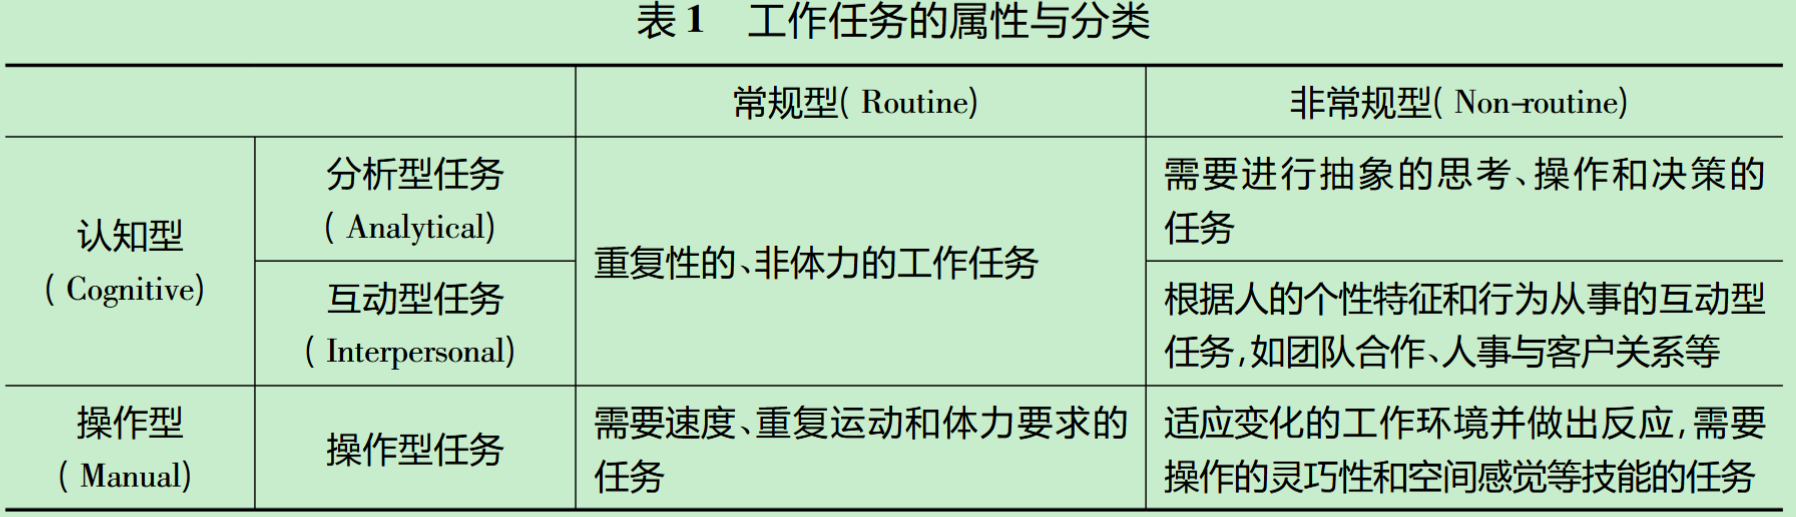 表1 工作任务的属性与分类
常规型( Routine)
非常规型( Non-routine)
认知型
( Cognitive)
分析型任务
( Analytical)
重复性的、非体力的工作任务
需要进行抽象的思考、操作和决策的
任务
互动型任务
( Interpersonal)
根据人的个性特征和行为从事的互动型
任务,如团队合作、人事与客户关系等
操作型
( Manual)
操作型任务
需要速度、重复运动和体力要求的
任务
适应变化的工作环境并做出反应,需要
操作的灵巧性和空间感觉等技能的任务